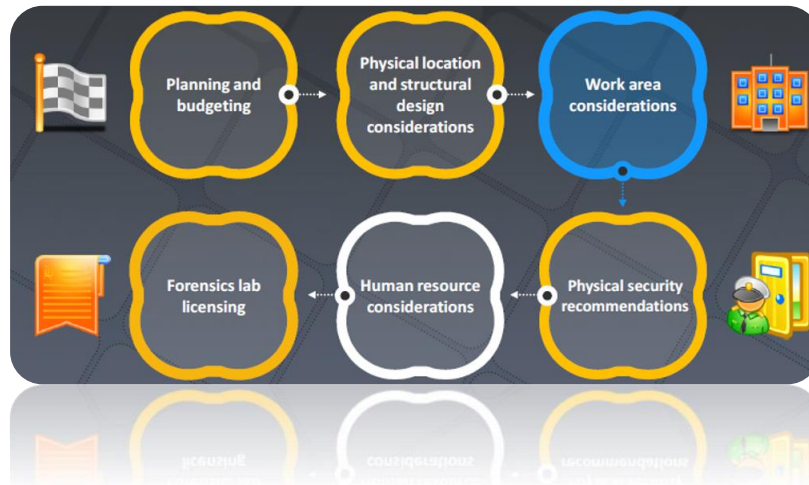 Planning and
budgeting
Physical location
and structural
design
considerations
Work area
considerations
Forensics lab
licensing
Human resource
considerations
Physical security
recommendations